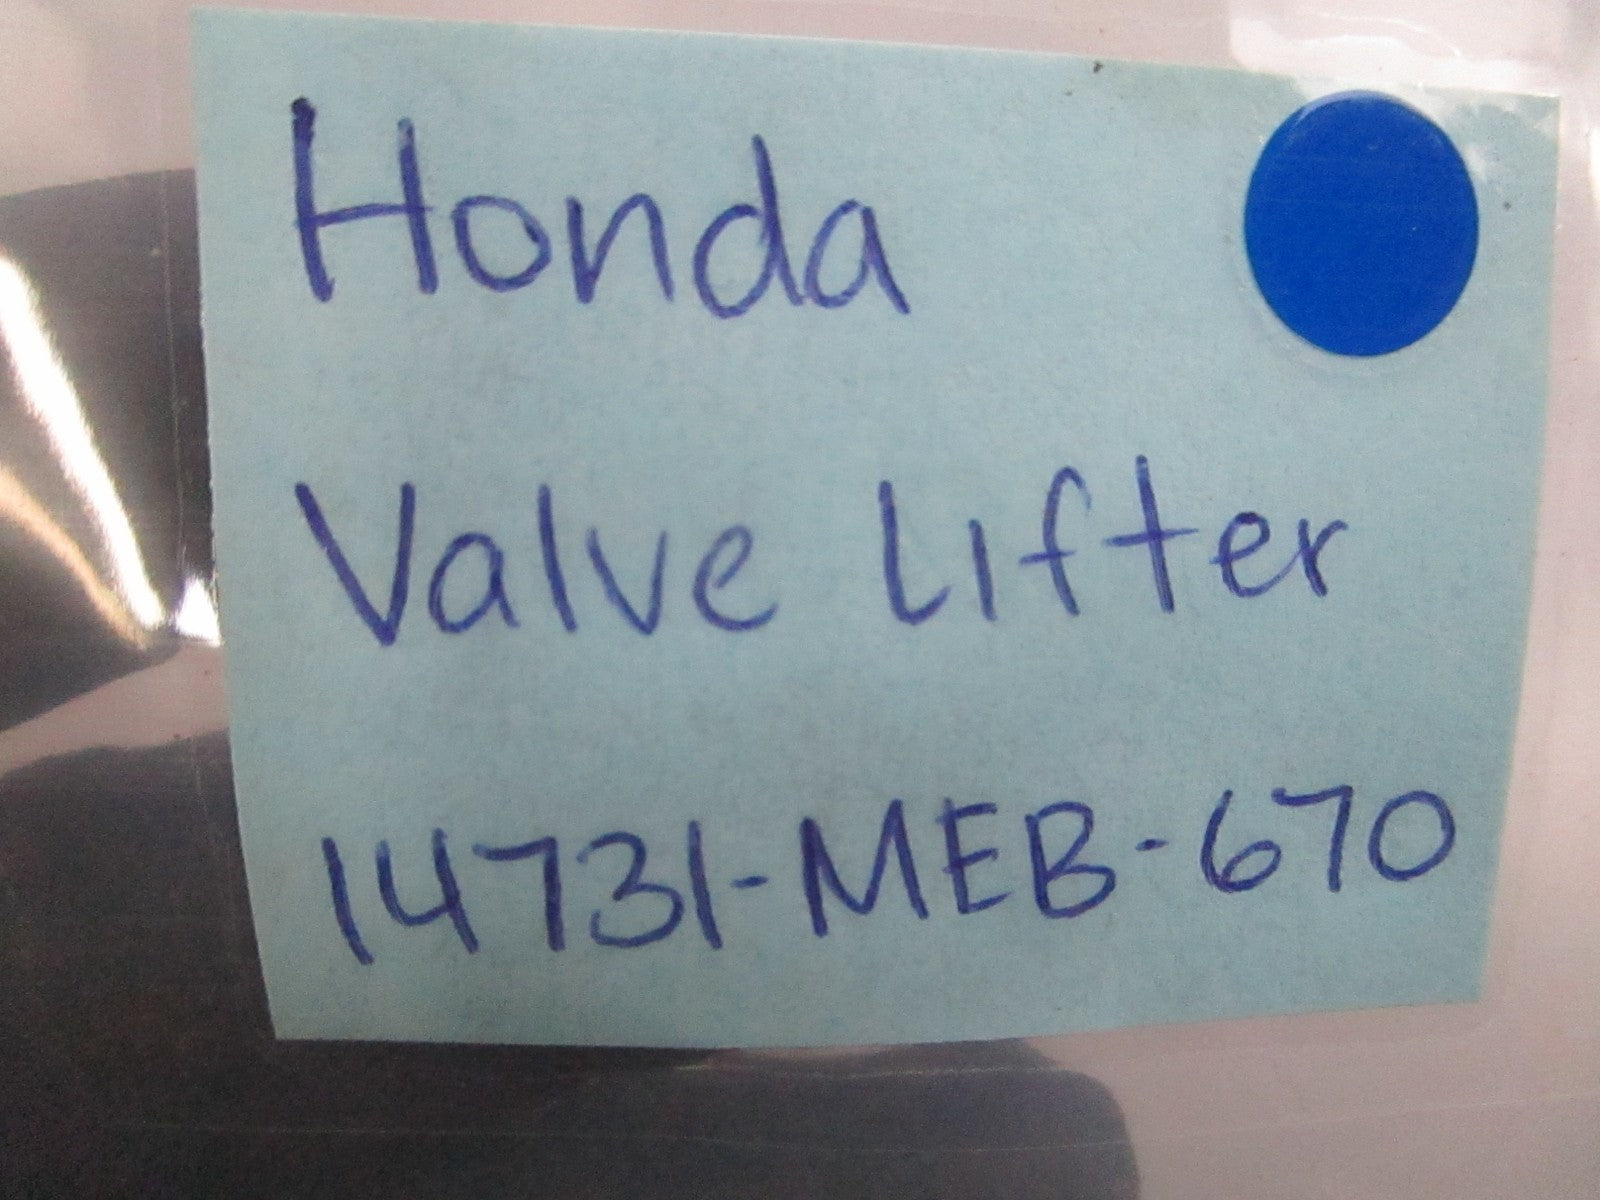 Honda
Valve Lifter
14731-MEB-670